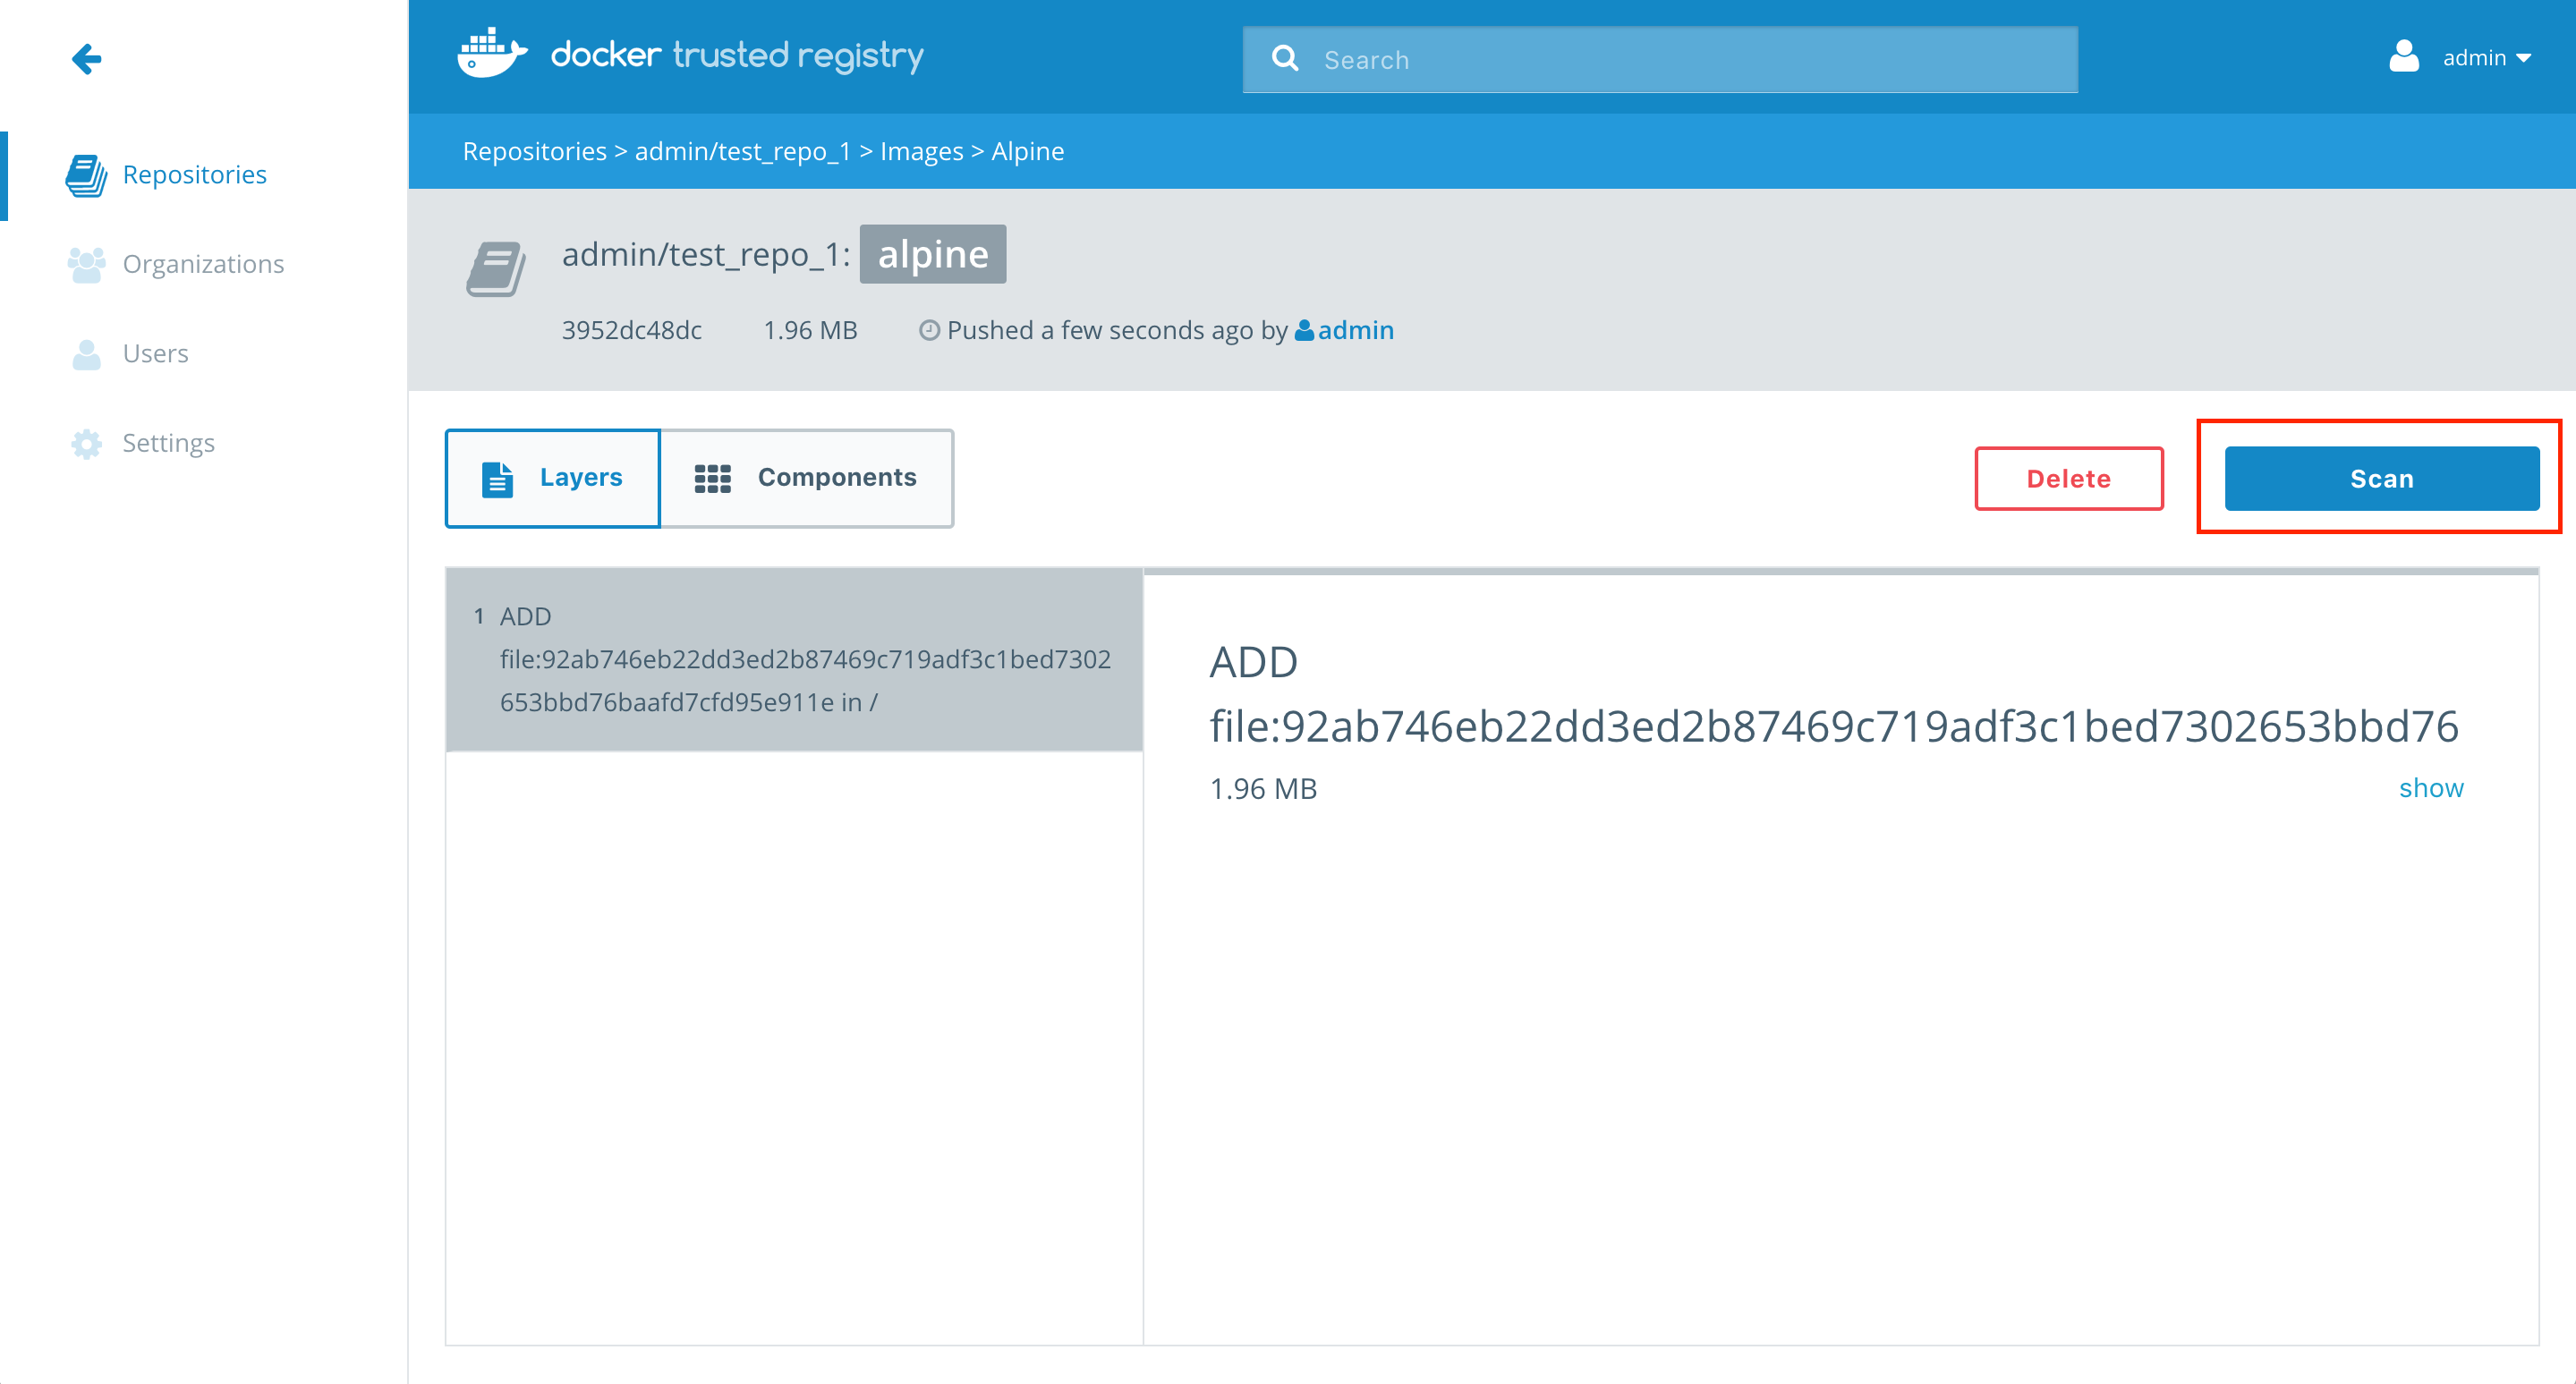 docker trusted registry
Search
admin
Repositories
Organizations
Users
Settings
Repositories > admin/test_repo_1 > Images > Alpine
admin/test_repo_1: alpine
3952dc48dc 1.96 MB Pushed a few seconds ago by admin
Layers
Components
Delete
Scan
1 ADD
file:92ab746eb22dd3ed2b87469c719adf3c1bed7302
653bbd76baafd7cfd95e911e in /
ADD
file:92ab746eb22dd3ed2b87469c719adf3c1bed7302653bbd76
1.96 MB
show